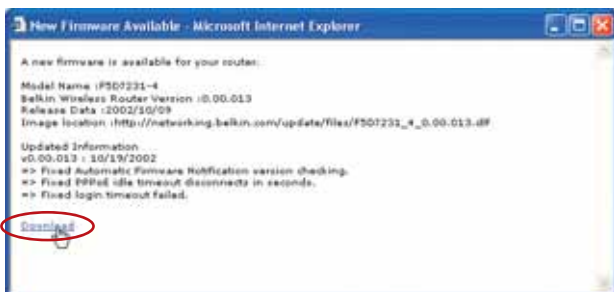 New Firmware Available - Microsoft Internet Explorer
A new firmware is available for your router.
Model Name :F5D7231-4
Belkin Wireless Router Version :0.00.013
Release Data :2002/10/09
Image location :http://networking.belkin.com/update/files/F5D7231_4_0.00.013.dlf
Updated Information
v0.00.013 : 10/19/2002
=> Fixed Automatic Firmware Notification version checking.
=> Fixed PPPoE idle timeout disconnects in seconds.
=> Fixed login timeout failed.
Download